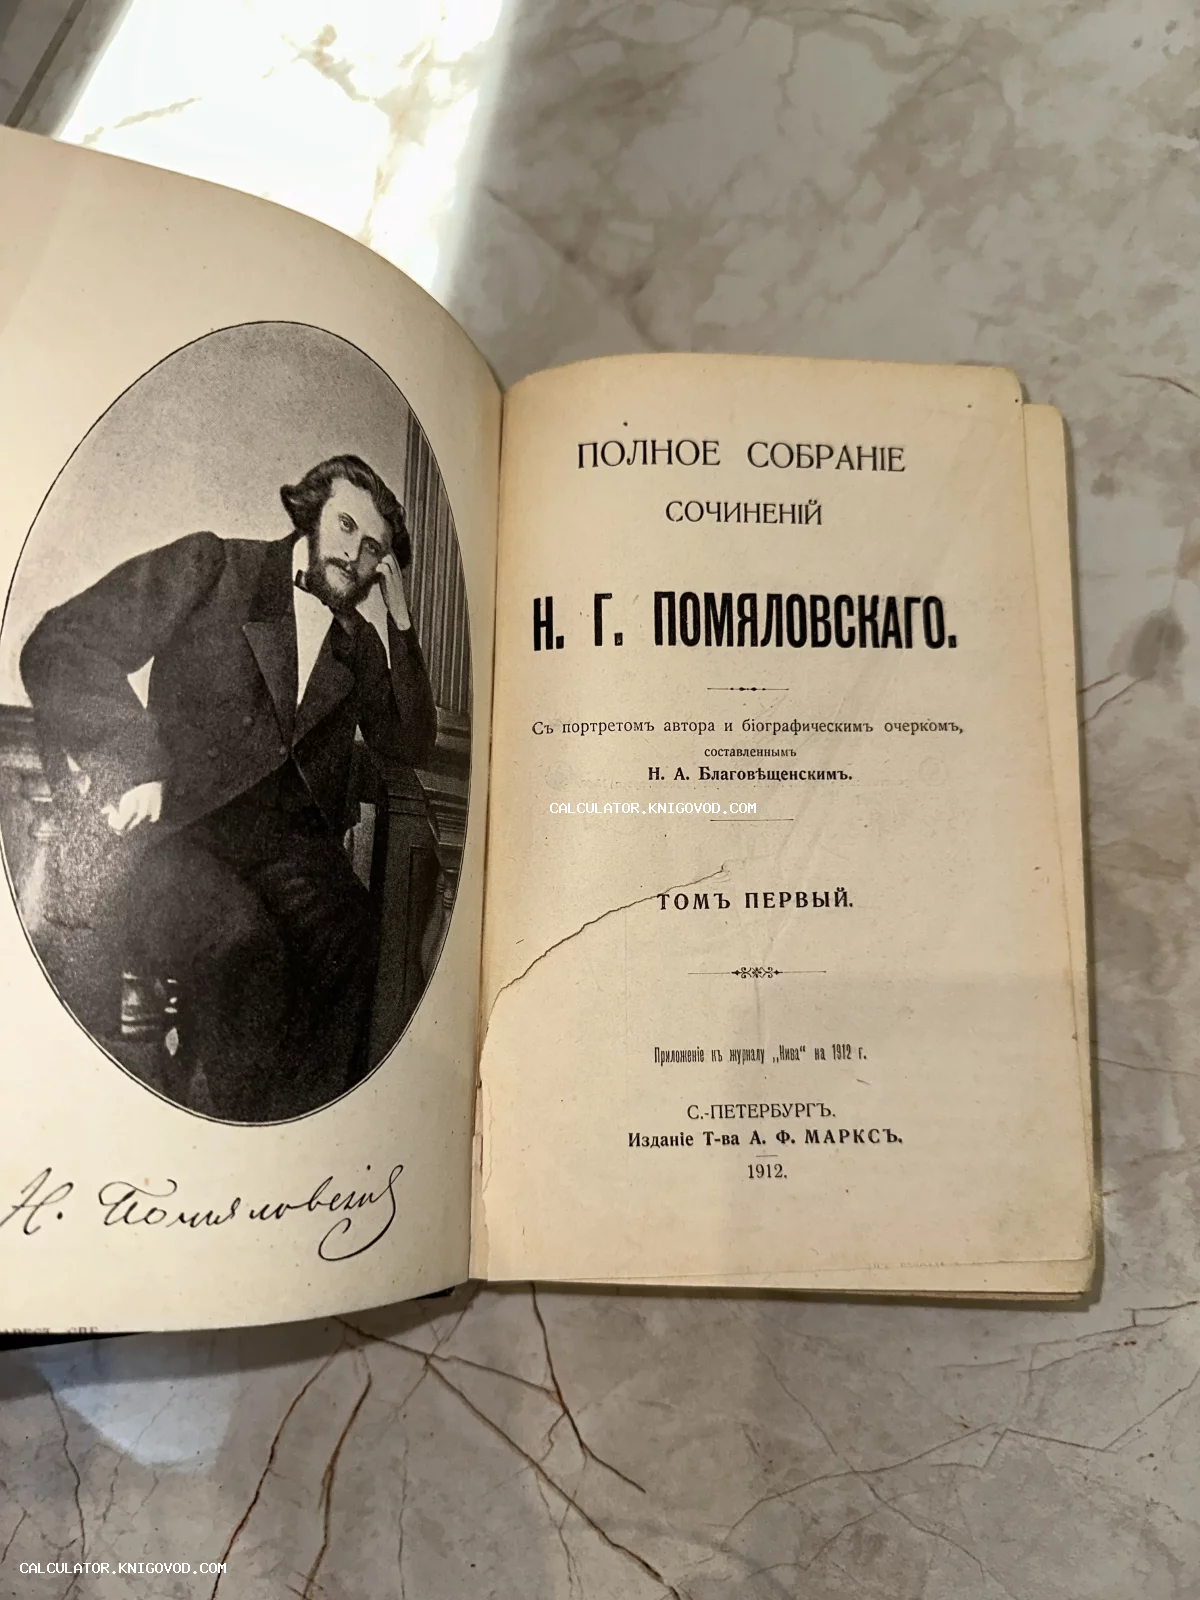 Н. Помяловскій
ПОЛНОЕ СОБРАНІЕ
СОЧИНЕНІЙ
Н. Г. ПОМЯЛОВСКАГО.
Съ портретомъ автора и біографическимъ очеркомъ,
составленнымъ
Н. А. Благовѣщенскимъ.
CALCULATOR.KNIGOVOD.COM
ТОМЪ ПЕРВЫЙ.
Приложеніе къ журналу „Нива“ на 1912 г.
С.-ПЕТЕРБУРГЪ.
Изданіе Т-ва А. Ф. МАРКСЪ.
1912.
CALCULATOR.KNIGOVOD.COM